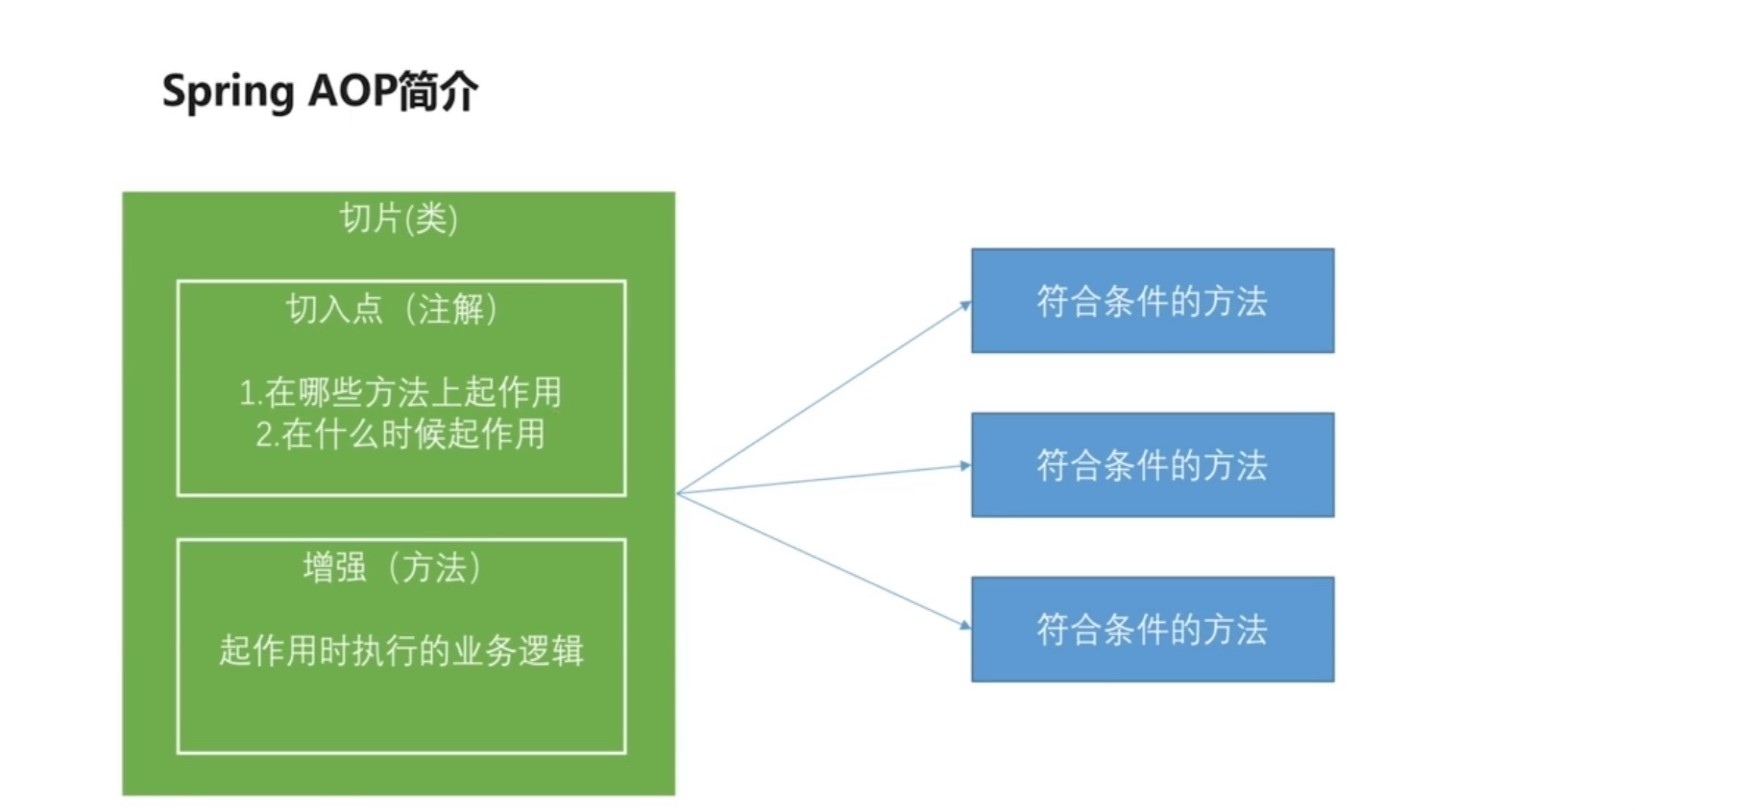 Spring AOP简介
切片(类)
切入点（注解）
1.在哪些方法上起作用
2.在什么时候起作用
增强（方法）
起作用时执行的业务逻辑
符合条件的方法
符合条件的方法
符合条件的方法